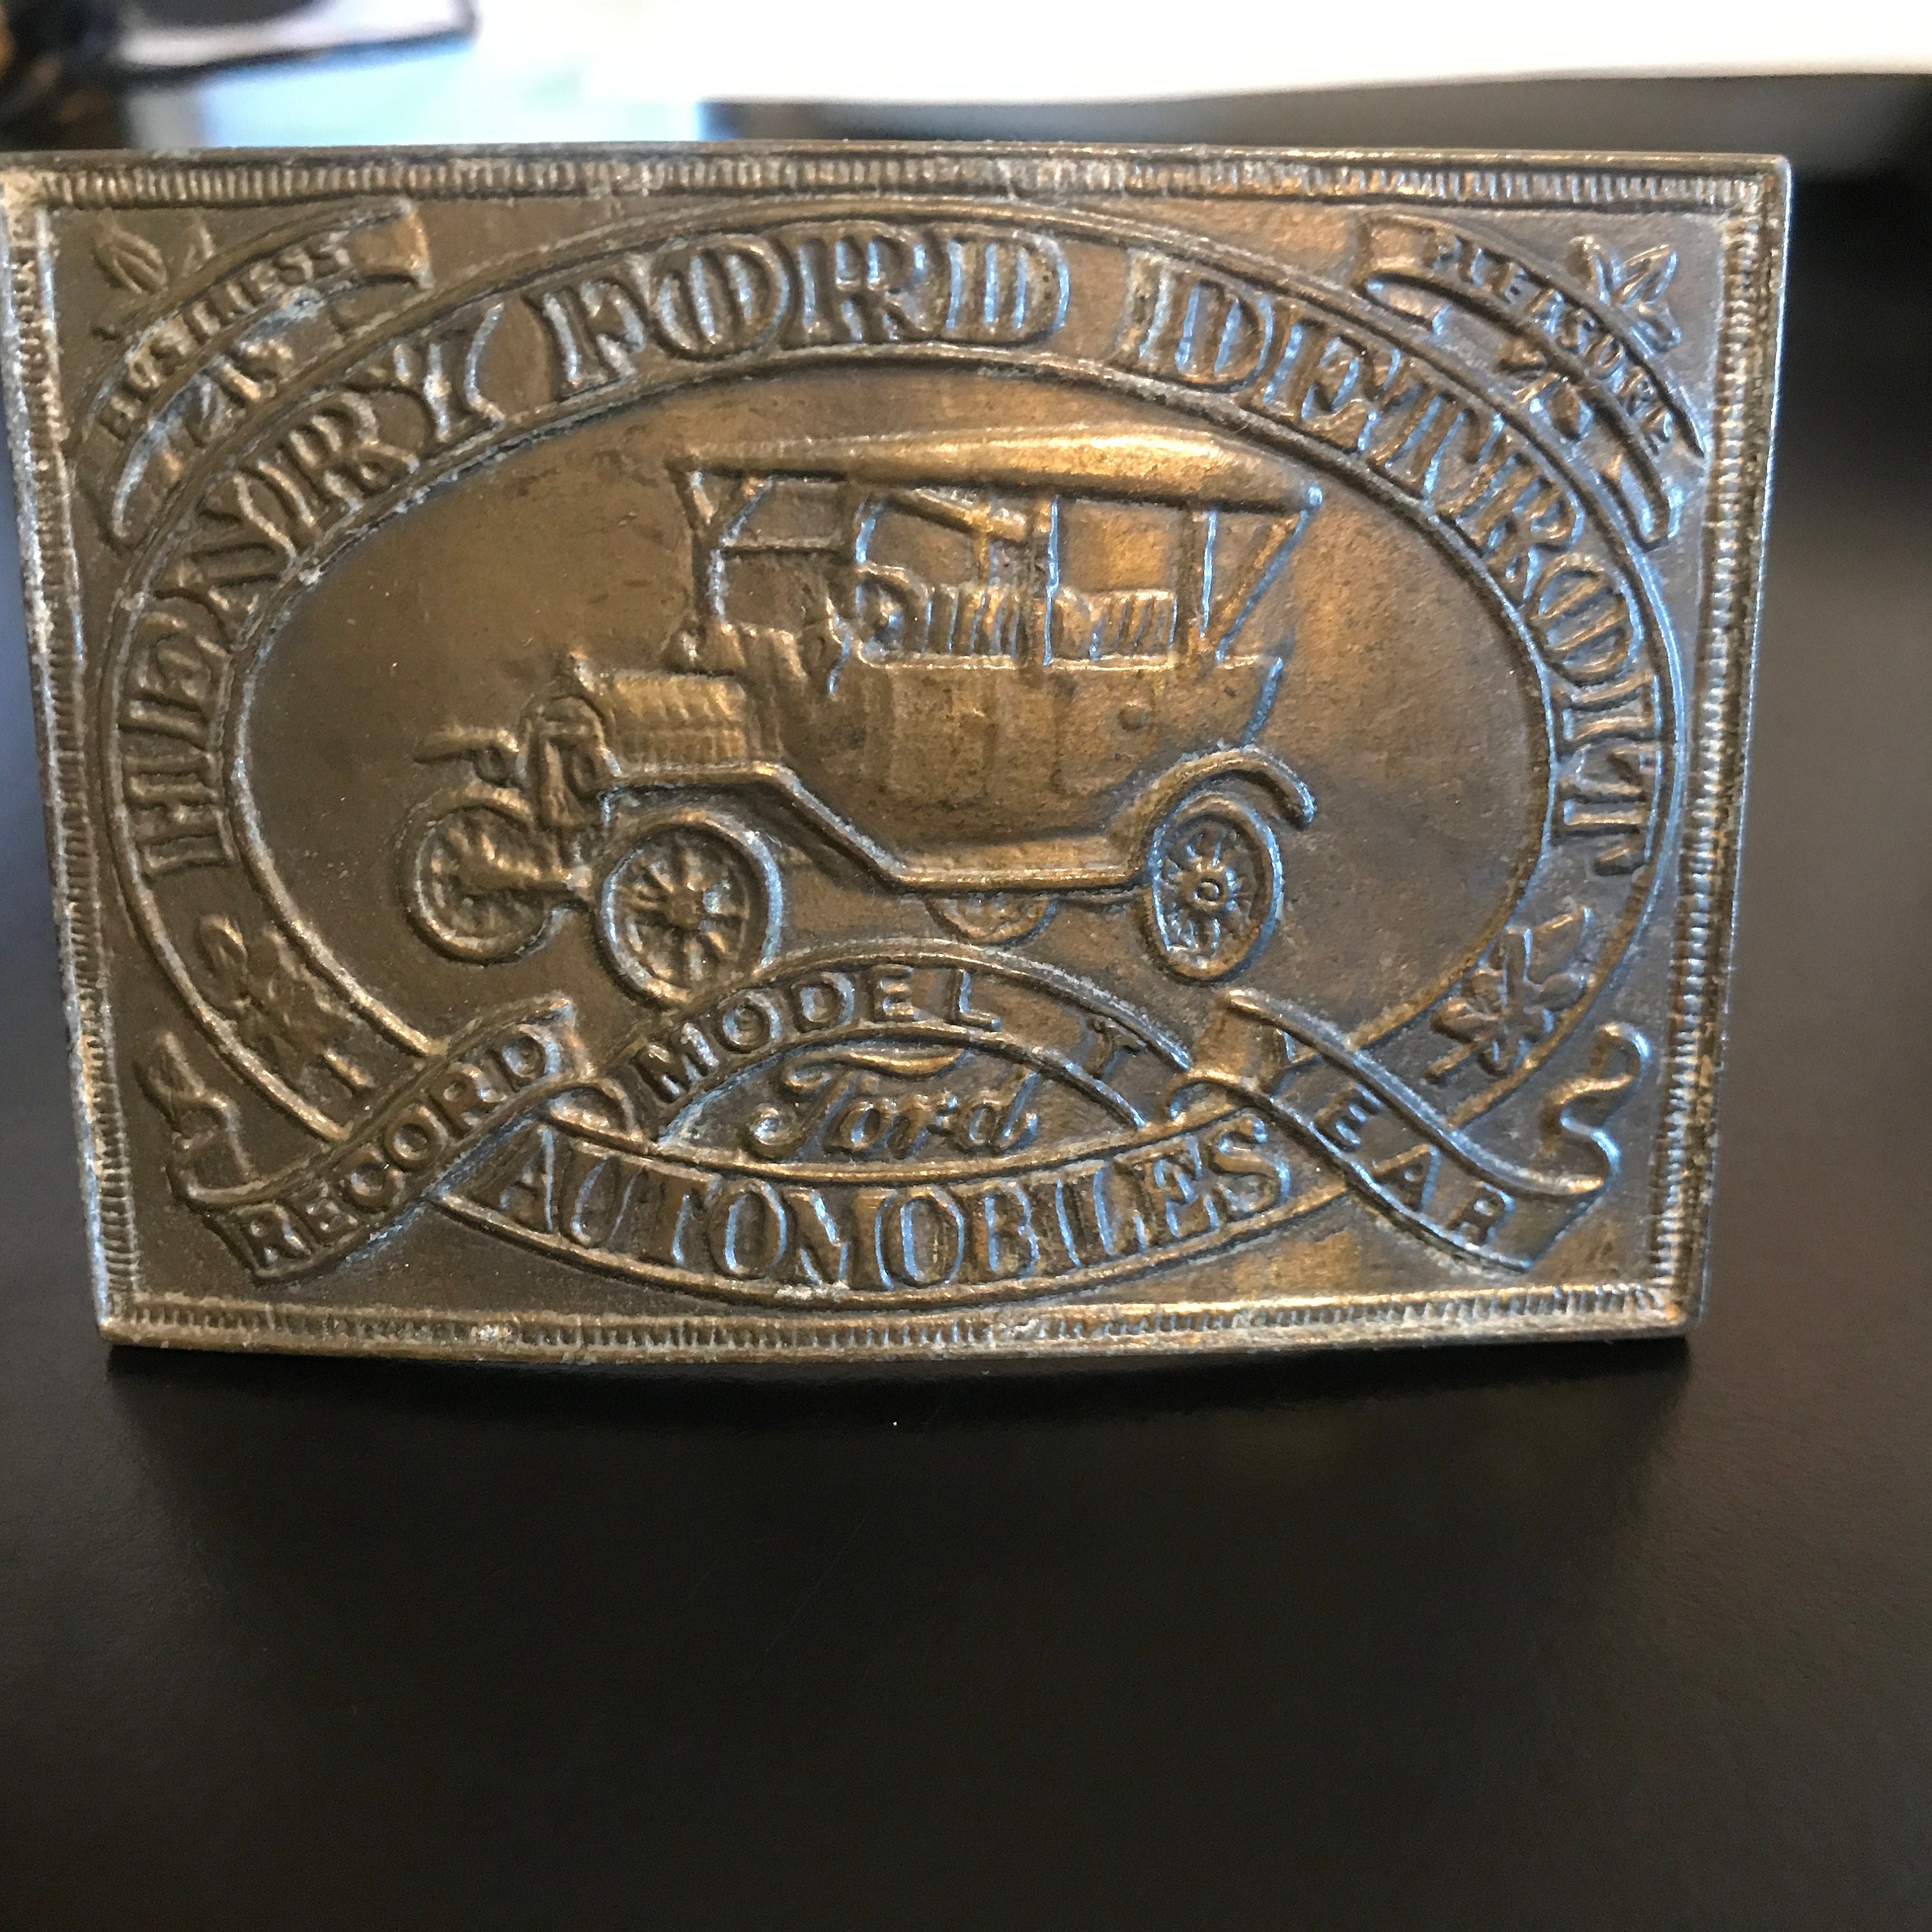 BUSINESS
PLEASURE
HENRY FORD DETROIT
RECORD MODEL T YEAR
Ford
AUTOMOBILES